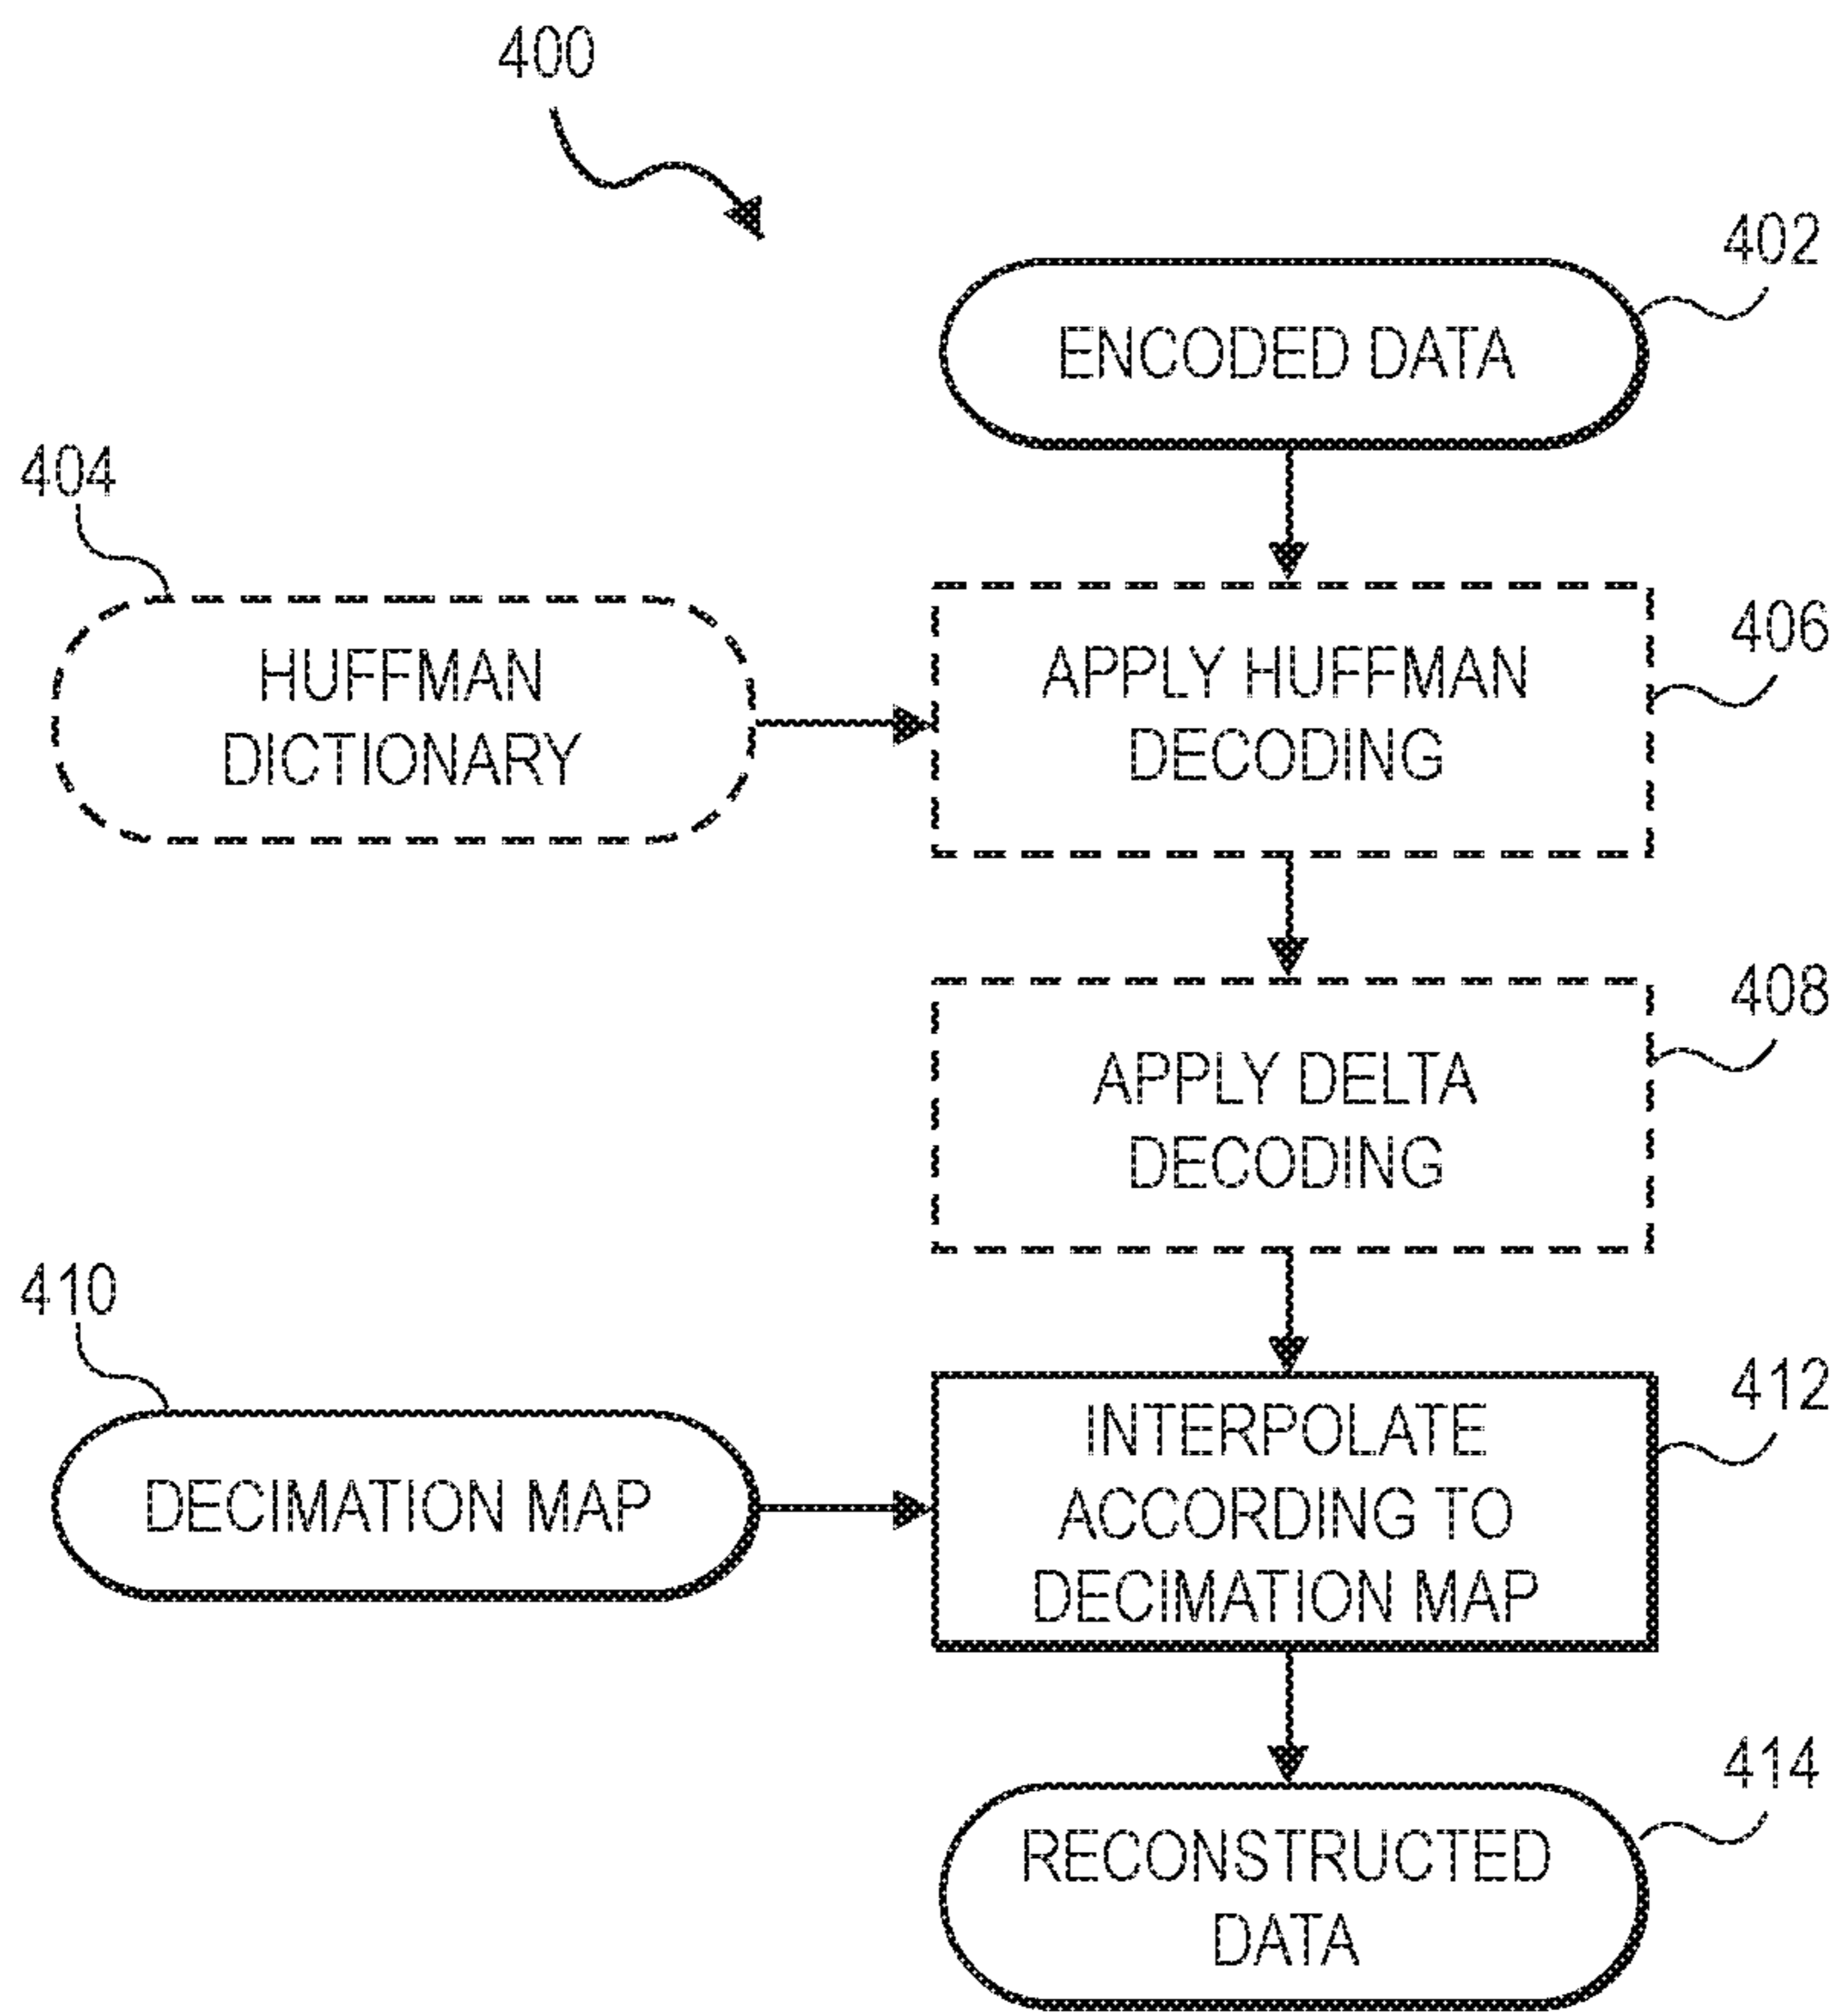 400
402
ENCODED DATA
404
HUFFMAN
DICTIONARY
406
APPLY HUFFMAN
DECODING
408
APPLY DELTA
DECODING
410
DECIMATION MAP
412
INTERPOLATE
ACCORDING TO
DECIMATION MAP
414
RECONSTRUCTED
DATA